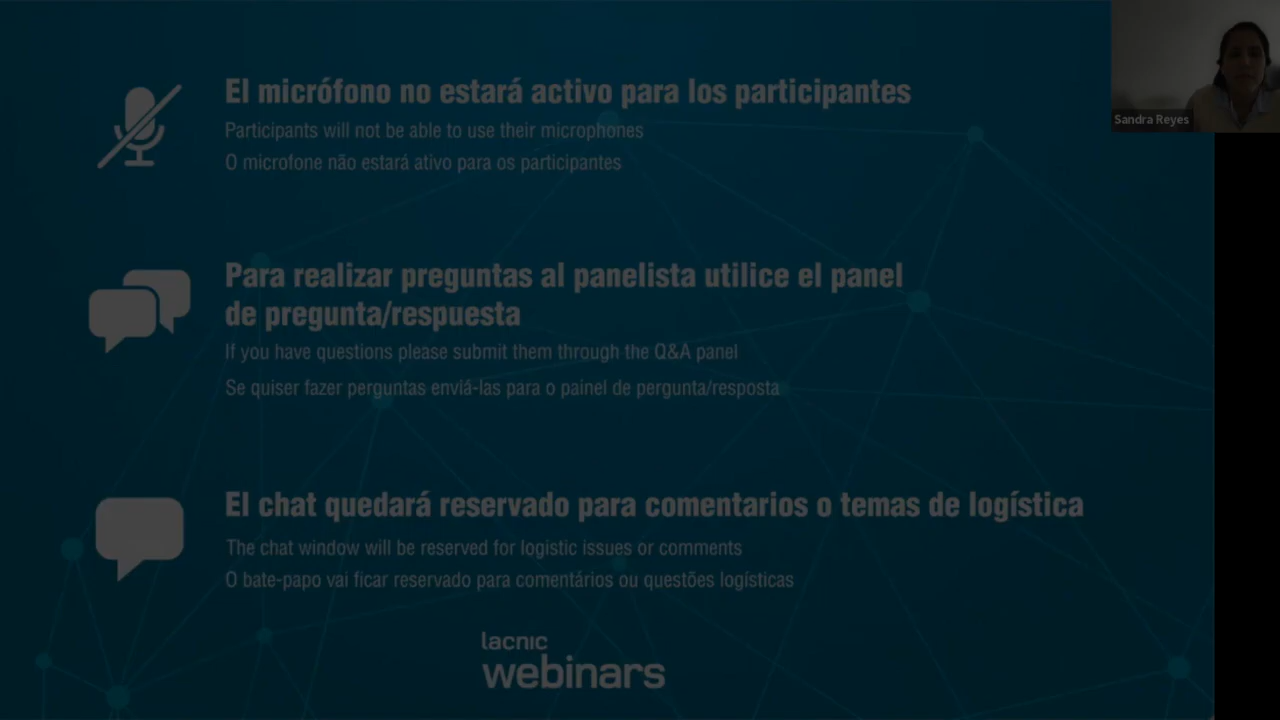 El micrófono no estará activo para los participantes
Participants will not be able to use their microphones
O microfone não estará ativo para os participantes
Sandra Reyes
Para realizar preguntas al panelista utilice el panel
de pregunta/respuesta
If you have questions please submit them through the Q&A panel
Se quiser fazer perguntas enviá-las para o painel de pergunta/resposta
El chat quedará reservado para comentarios o temas de logística
The chat window will be reserved for logistic issues or comments
O bate-papo vai ficar reservado para comentários ou questões logísticas
lacnic
webinars